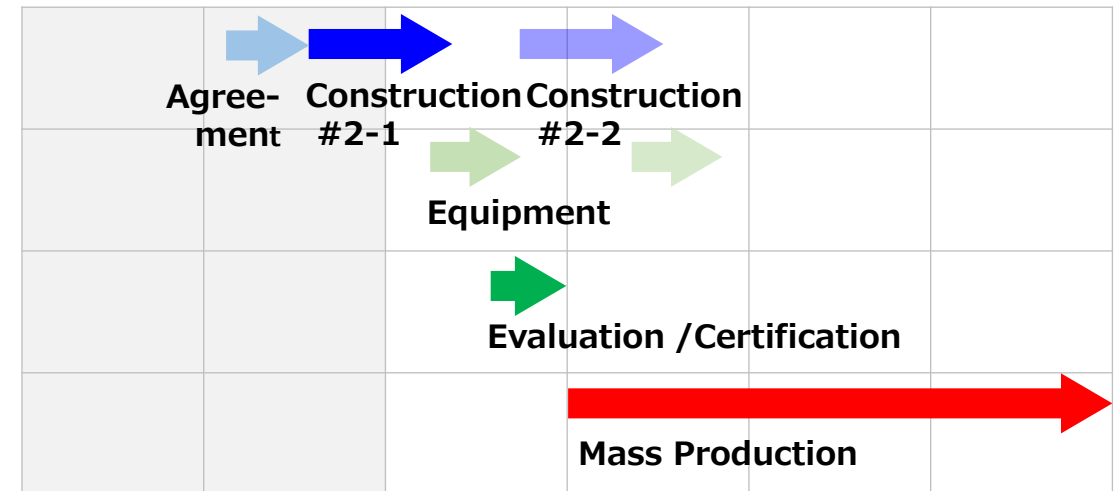 Agree-
ment
Construction
#2-1
Construction
#2-2
Equipment
Evaluation /Certification
Mass Production